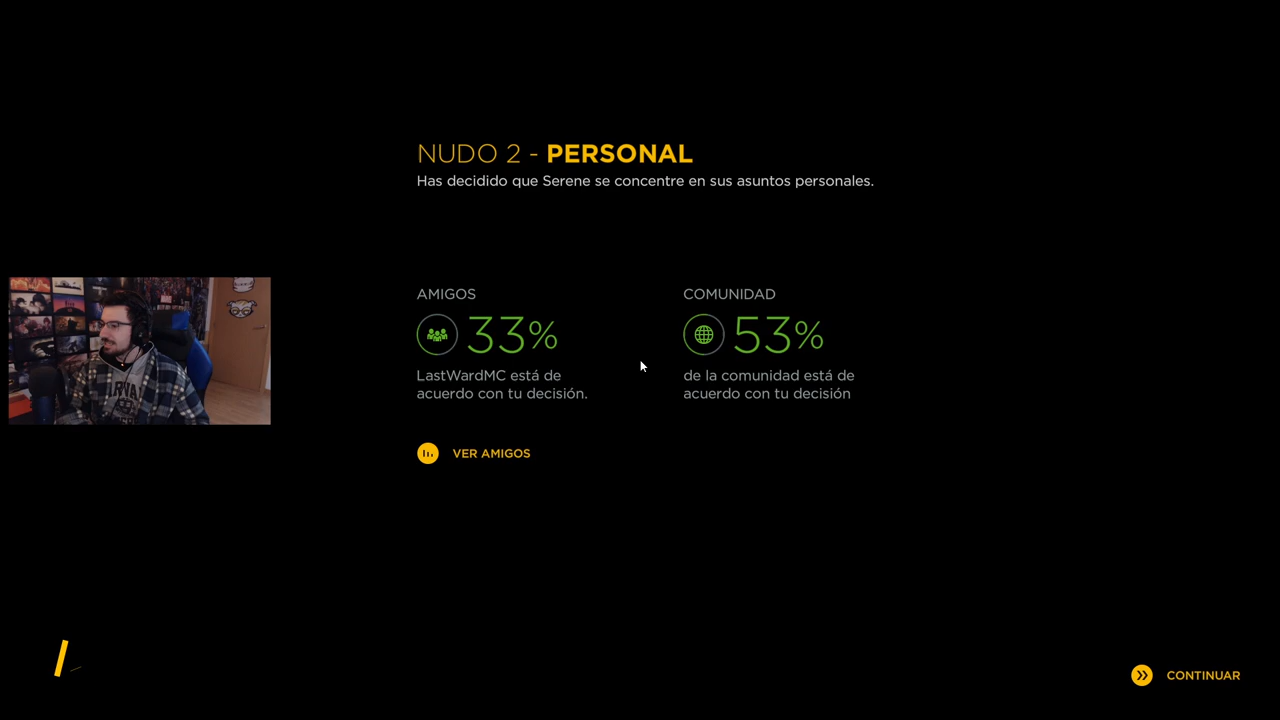 NUDO 2 - PERSONAL
Has decidido que Serene se concentre en sus asuntos personales.
AMIGOS
33%
LastWardMC está de
acuerdo con tu decisión.
COMUNIDAD
53%
de la comunidad está de
acuerdo con tu decisión
VER AMIGOS
CONTINUAR